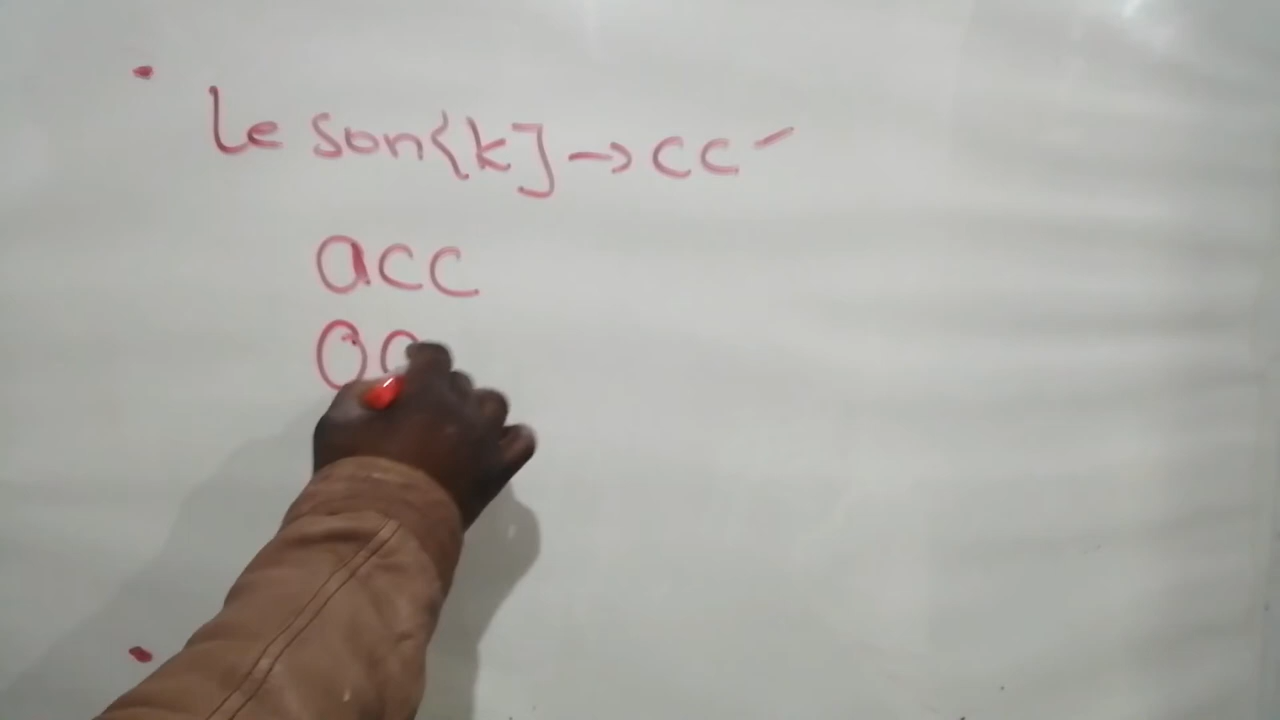 • Le son{k] → cc
acc
•